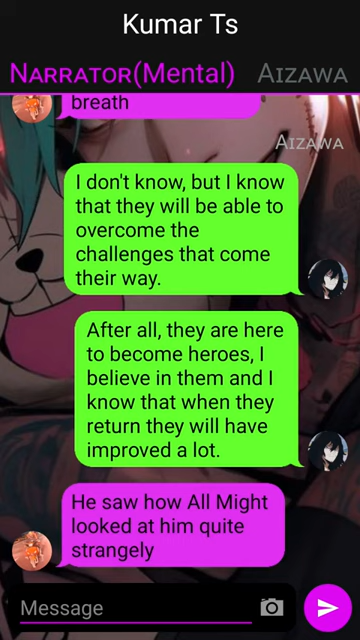 Kumar Ts
Narrator(Mental) Aizawa
breath
Aizawa
I don't know, but I know
that they will be able to
overcome the
challenges that come
their way.
After all, they are here
to become heroes, I
believe in them and I
know that when they
return they will have
improved a lot.
He saw how All Might
looked at him quite
strangely
Message